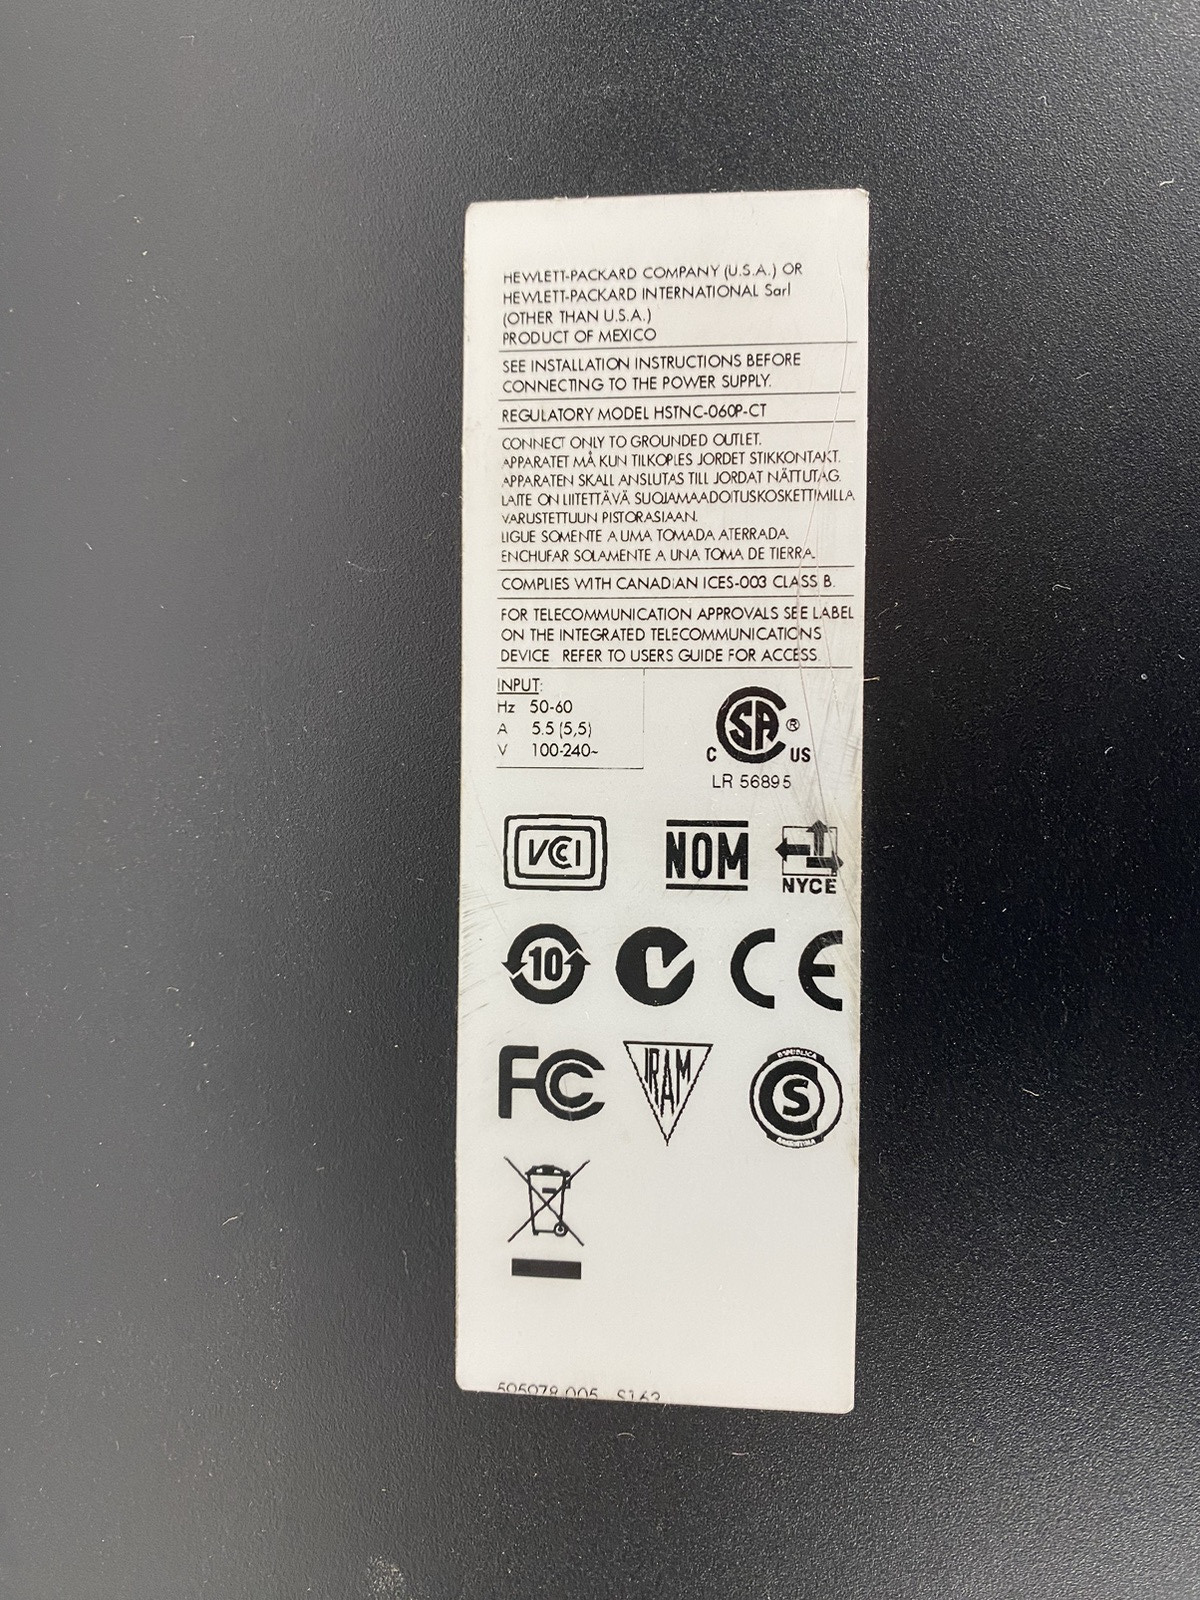 HEWLETT-PACKARD COMPANY (U.S.A.) OR
HEWLETT-PACKARD INTERNATIONAL Sarl
(OTHER THAN U.S.A.)
PRODUCT OF MEXICO
SEE INSTALLATION INSTRUCTIONS BEFORE
CONNECTING TO THE POWER SUPPLY.
REGULATORY MODEL HSTNC-060P-CT
CONNECT ONLY TO GROUNDED OUTLET.
APPARATET MÅ KUN TILKOPLES JORDET STIKKONTAKT.
APPARATEN SKALL ANSLUTAS TILL JORDAT NÄTTUTAG.
LAITE ON LIITETTÄVÄ SUOJAMAADOITUSKOSKETTIMILLA
VARUSTETTUUN PISTORASIAAN.
LIGUE SOMENTE A UMA TOMADA ATERRADA.
ENCHUFAR SOLAMENTE A UNA TOMA DE TIERRA.
COMPLIES WITH CANADIAN ICES-003 CLASS B.
FOR TELECOMMUNICATION APPROVALS SEE LABEL
ON THE INTEGRATED TELECOMMUNICATIONS
DEVICE REFER TO USERS GUIDE FOR ACCESS.
INPUT:
Hz 50-60
A 5.5 (5,5)
V 100-240~
SA ®
C US
LR 56895
VCCI NOM NYCE
10 CE
FC IRAM REPUBLICA S ARGENTINA